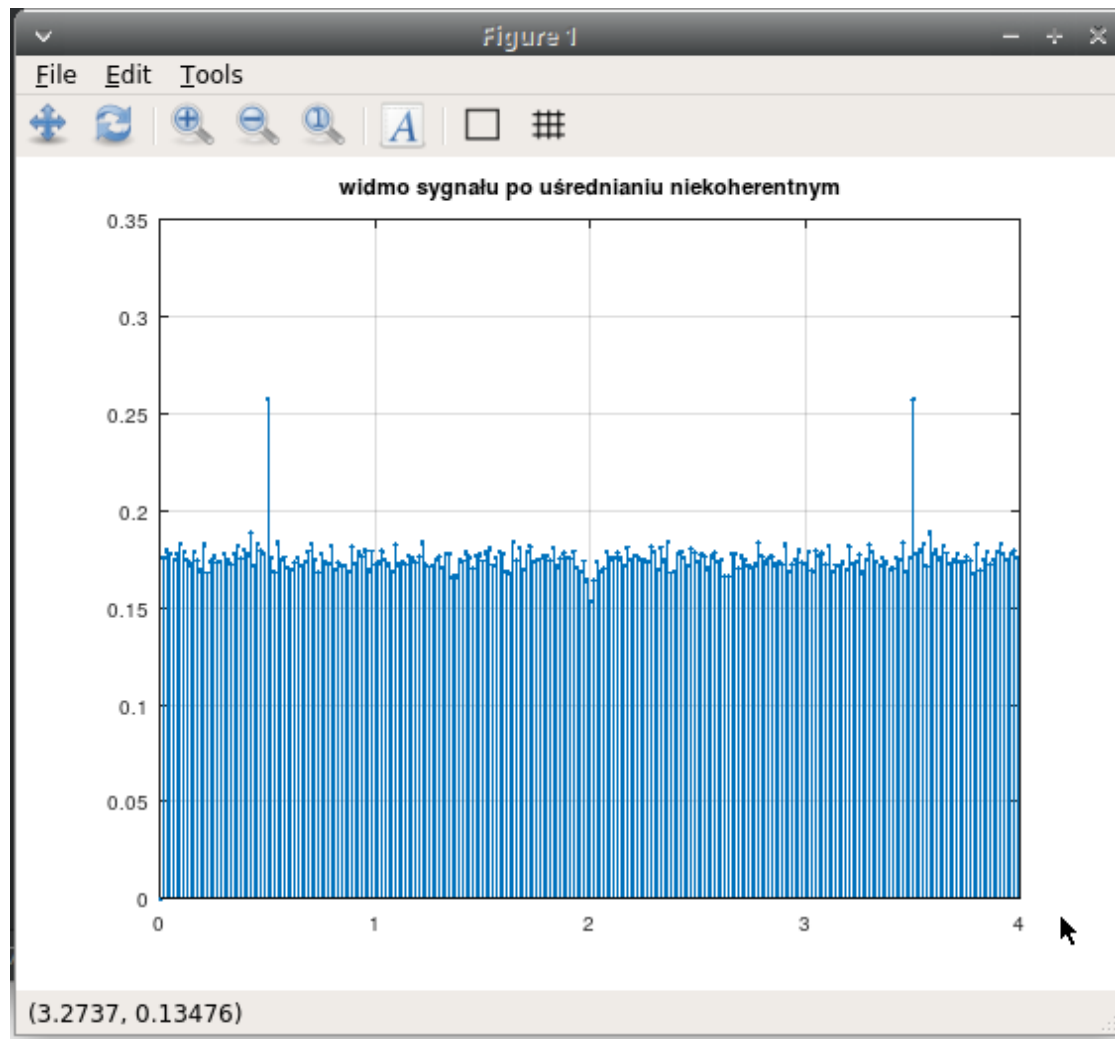 Figure 1
File Edit Tools
A
widmo sygnału po uśrednianiu niekoherentnym
0.35
0.3
0.25
0.2
0.15
0.1
0.05
0
0 1 2 3 4
(3.2737, 0.13476)